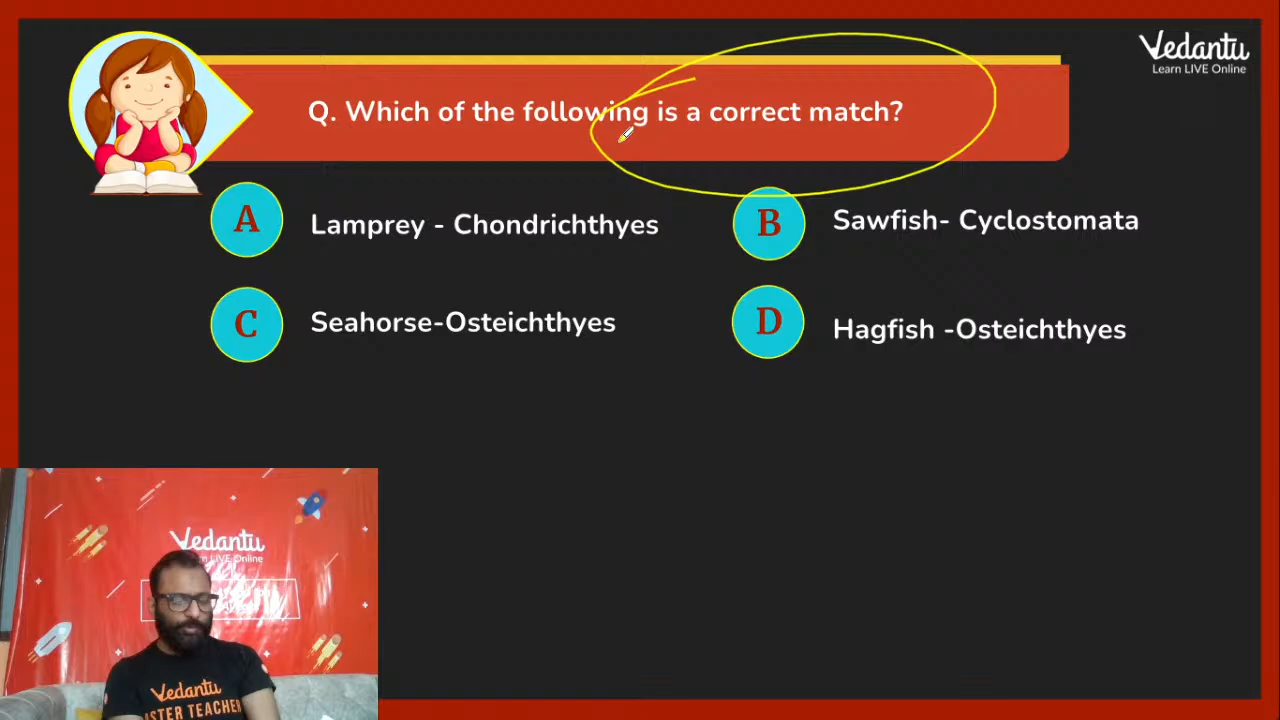 Vedantu
Learn LIVE Online
Q. Which of the following is a correct match?
A
Lamprey - Chondrichthyes
B
Sawfish- Cyclostomata
C
Seahorse-Osteichthyes
D
Hagfish -Osteichthyes
Vedantu
LIVE Online
Vedantu
TEACHER